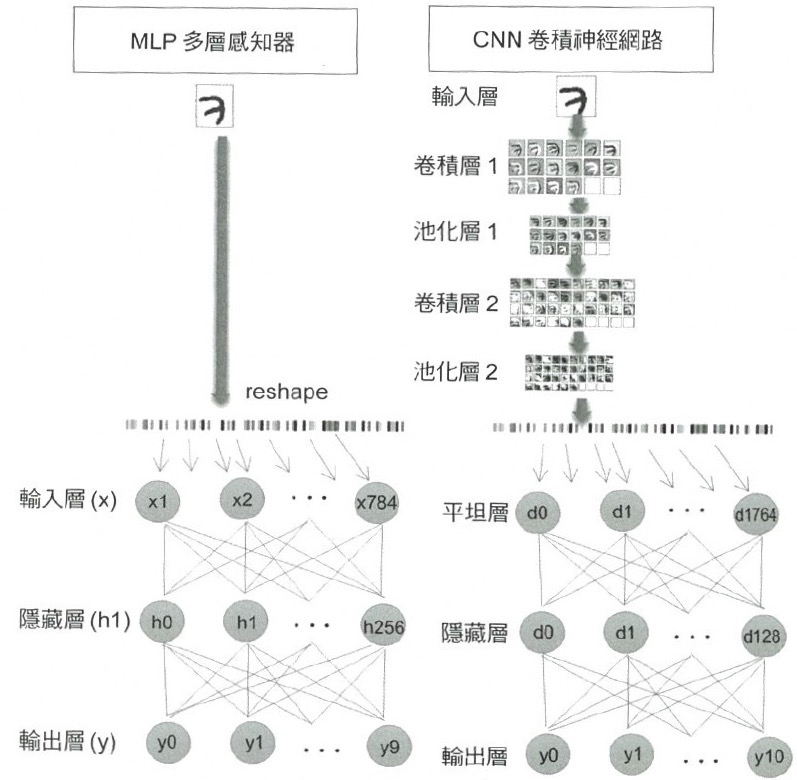 MLP 多層感知器
reshape
輸入層 (x)
x1
x2
...
x784
隱藏層 (h1)
h0
h1
...
h256
輸出層 (y)
y0
y1
...
y9
CNN 卷積神經網路
輸入層
卷積層 1
池化層 1
卷積層 2
池化層 2
平坦層
d0
d1
...
d1764
隱藏層
d0
d1
...
d128
輸出層
y0
y1
...
y10